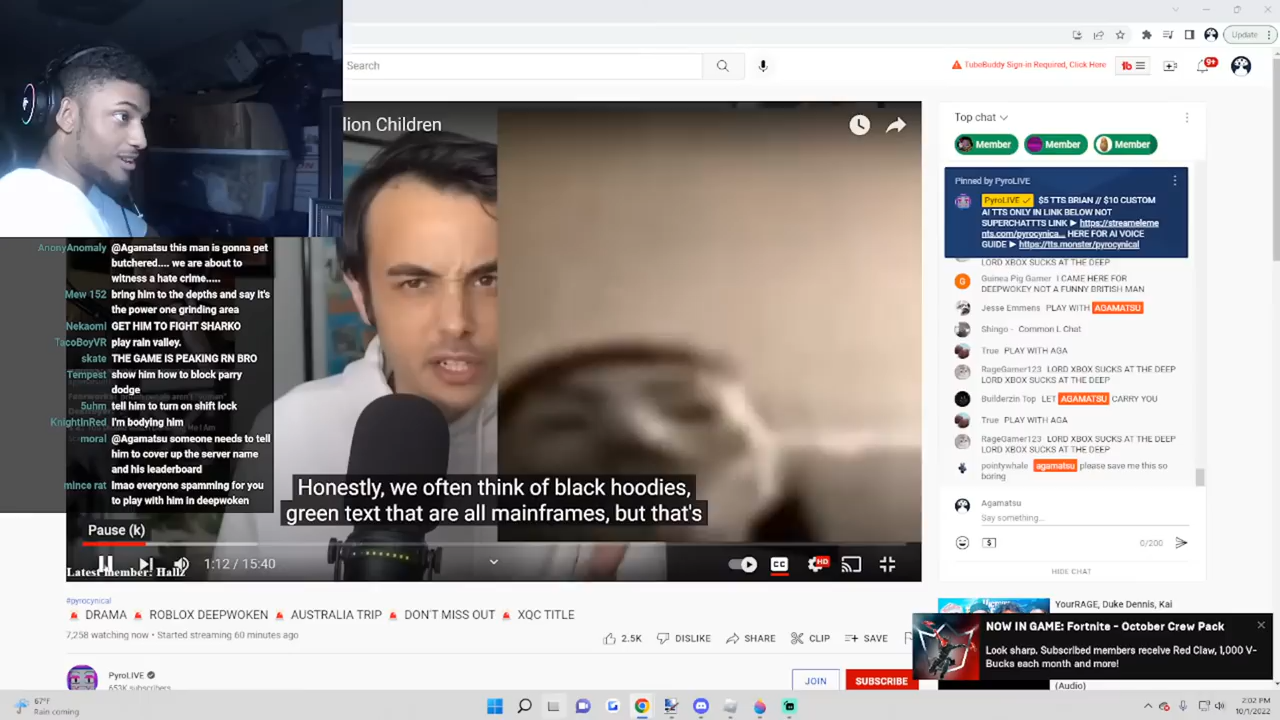 Update
Search
TubeBuddy Sign in Required, Click Here
9+
lion Children
Top chat
Member
Member
Member
Pinned by PyroLIVE
PyroLIVE $5 TTS BRIAN // $10 CUSTOM
AI TTS ONLY IN LINK BELOW NOT
SUPERCHATTTS LINK ► https://streameleme
nts.com/pyrocynica... HERE FOR AI VOICE
GUIDE ► https://tts.monster/pyrocynical
LORD XBOX SUCKS AT THE DEEP
Guinea Pig Gamer I CAME HERE FOR
DEEPWOKEY NOT A FUNNY BRITISH MAN
Jesse Emmens PLAY WITH AGAMATSU
Shingo - Common L Chat
True PLAY WITH AGA
RageGamer123 LORD XBOX SUCKS AT THE DEEP
LORD XBOX SUCKS AT THE DEEP
Builderzin Top LET AGAMATSU CARRY YOU
True PLAY WITH AGA
RageGamer123 LORD XBOX SUCKS AT THE DEEP
LORD XBOX SUCKS AT THE DEEP
pointywhale agamatsu please save me this so
boring
Agamatsu
Say something...
0/200
HIDE CHAT
AnonyAnomaly @Agamatsu this man is gonna get
butchered.... we are about to
witness a hate crime.....
Mew 152 bring him to the depths and say it's
the power one grinding area
Nekaomi GET HIM TO FIGHT SHARKO
TacoBoyVR play rain valley.
skate THE GAME IS PEAKING RN BRO
Tempest show him how to block parry
dodge
5uhm tell him to turn on shift lock
KnightInRed I'm bodying him
moral @Agamatsu someone needs to tell
him to cover up the server name
and his leaderboard
mince rat lmao everyone spamming for you
to play with him in deepwoken
Honestly, we often think of black hoodies,
green text that are all mainframes, but that's
Pause (k)
1:12 / 15:40
CC
HD
Latest member: Hallz
#pyrocynical
DRAMA ROBLOX DEEPWOKEN AUSTRALIA TRIP DON'T MISS OUT XQC TITLE
7,258 watching now • Started streaming 60 minutes ago
2.5K DISLIKE SHARE CLIP SAVE
PyroLIVE
653K subscribers
JOIN
SUBSCRIBE
YourRAGE, Duke Dennis, Kai
NOW IN GAME: Fortnite - October Crew Pack
Look sharp. Subscribed members receive Red Claw, 1,000 V-
Bucks each month and more!
(Audio)
67°F
Rain coming
2:02 PM
10/1/2022